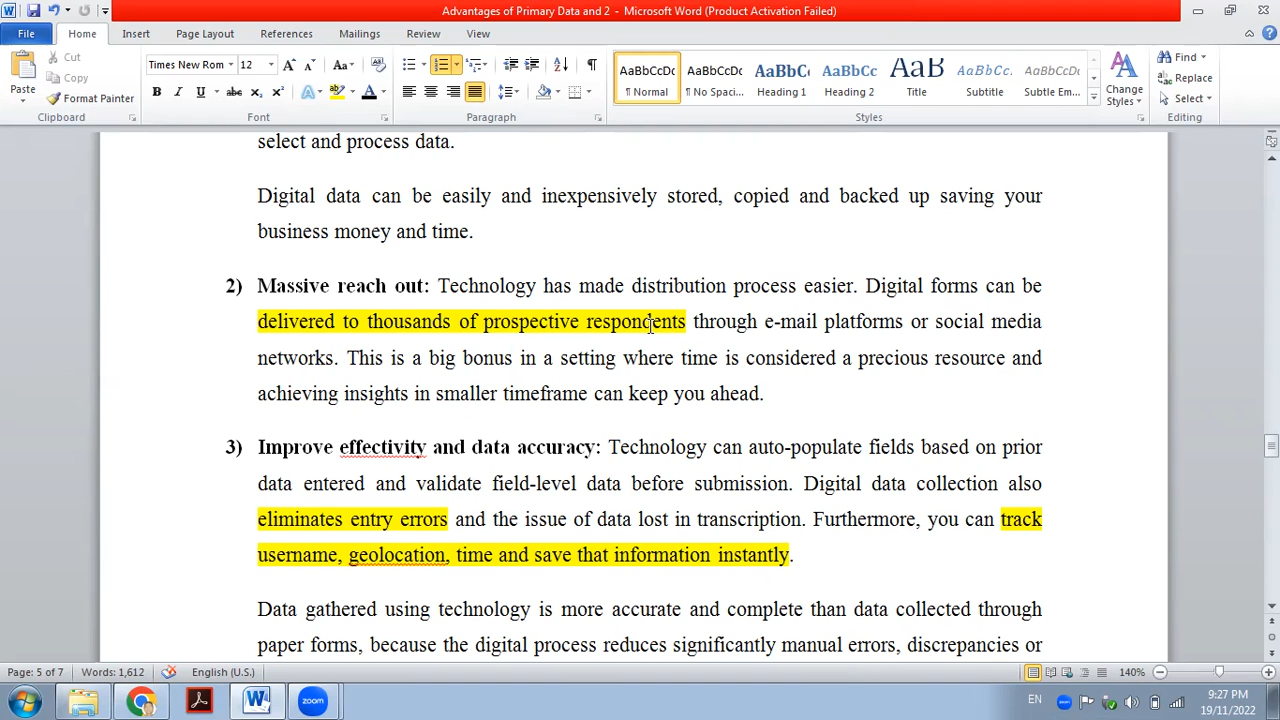 Advantages of Primary Data and 2 - Microsoft Word (Product Activation Failed)
File Home Insert Page Layout References Mailings Review View
Paste Cut Copy Format Painter
Times New Rom 12
AaBbCcDc ¶ Normal
AaBbCcDc ¶ No Spaci...
AaBbCc Heading 1
AaBbCc Heading 2
AaB Title
AaBbCcL Subtitle
AaBbCcDc Subtle Em...
Change Styles
Find
Replace
Select
Clipboard Font Paragraph Styles Editing
select and process data.
Digital data can be easily and inexpensively stored, copied and backed up saving your
business money and time.
2) Massive reach out: Technology has made distribution process easier. Digital forms can be
delivered to thousands of prospective respondents through e-mail platforms or social media
networks. This is a big bonus in a setting where time is considered a precious resource and
achieving insights in smaller timeframe can keep you ahead.
3) Improve effectivity and data accuracy: Technology can auto-populate fields based on prior
data entered and validate field-level data before submission. Digital data collection also
eliminates entry errors and the issue of data lost in transcription. Furthermore, you can track
username, geolocation, time and save that information instantly.
Data gathered using technology is more accurate and complete than data collected through
paper forms, because the digital process reduces significantly manual errors, discrepancies or
Page: 5 of 7 Words: 1,612 English (U.S.) 140%
zoom
EN
9:27 PM
19/11/2022